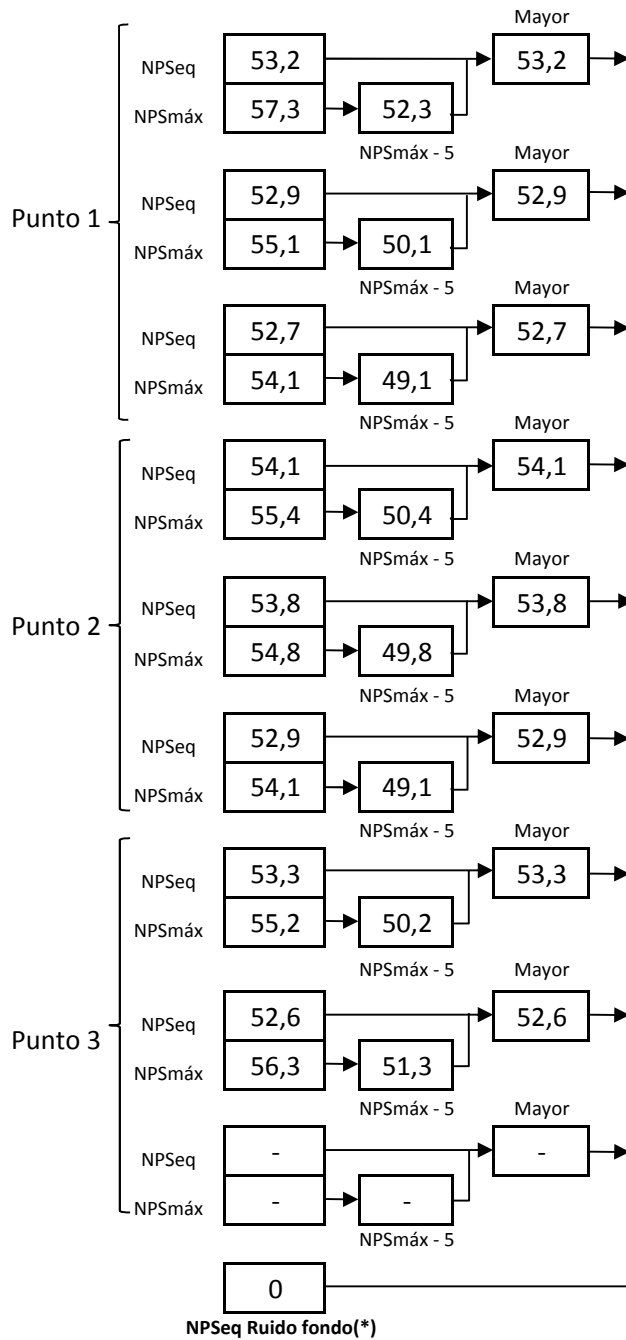 Mayor
NPSeq 53,2 53,2
NPSmáx 57,3 52,3
NPSmáx - 5
Mayor
NPSeq 52,9 52,9
Punto 1
NPSmáx 55,1 50,1
NPSmáx - 5
Mayor
NPSeq 52,7 52,7
NPSmáx 54,1 49,1
NPSmáx - 5
Mayor
NPSeq 54,1 54,1
NPSmáx 55,4 50,4
NPSmáx - 5
Mayor
NPSeq 53,8 53,8
Punto 2
NPSmáx 54,8 49,8
NPSmáx - 5
Mayor
NPSeq 52,9 52,9
NPSmáx 54,1 49,1
NPSmáx - 5
Mayor
NPSeq 53,3 53,3
NPSmáx 55,2 50,2
NPSmáx - 5
Mayor
NPSeq 52,6 52,6
Punto 3
NPSmáx 56,3 51,3
NPSmáx - 5
Mayor
NPSeq - -
NPSmáx - -
NPSmáx - 5
0
NPSeq Ruido fondo(*)